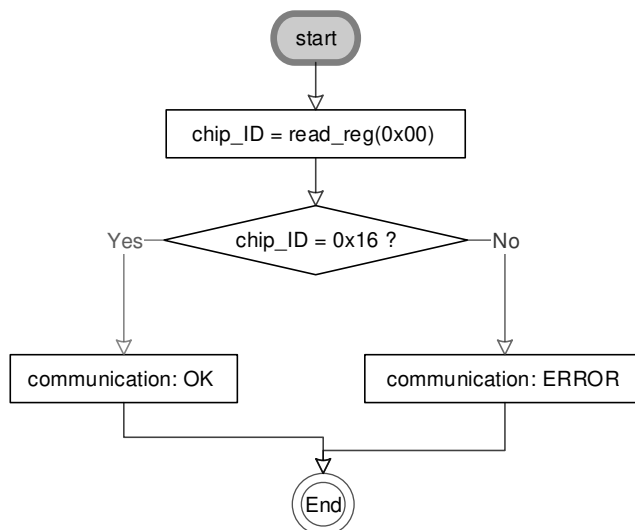 start
chip_ID = read_reg(0x00)
chip_ID = 0x16 ?
Yes
No
communication: OK
communication: ERROR
End